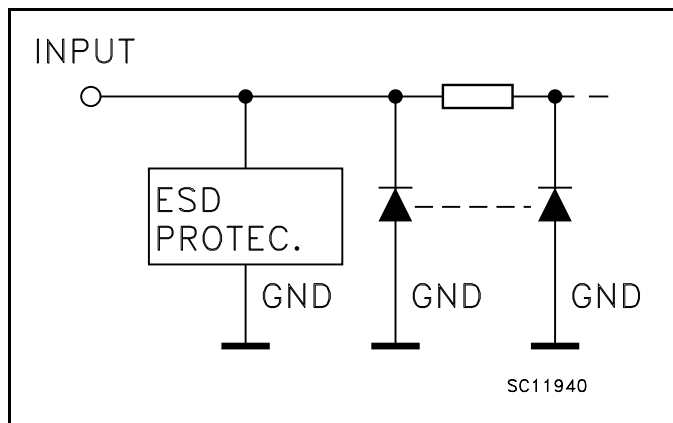 INPUT
ESD
PROTEC.
GND
GND
GND
SC11940